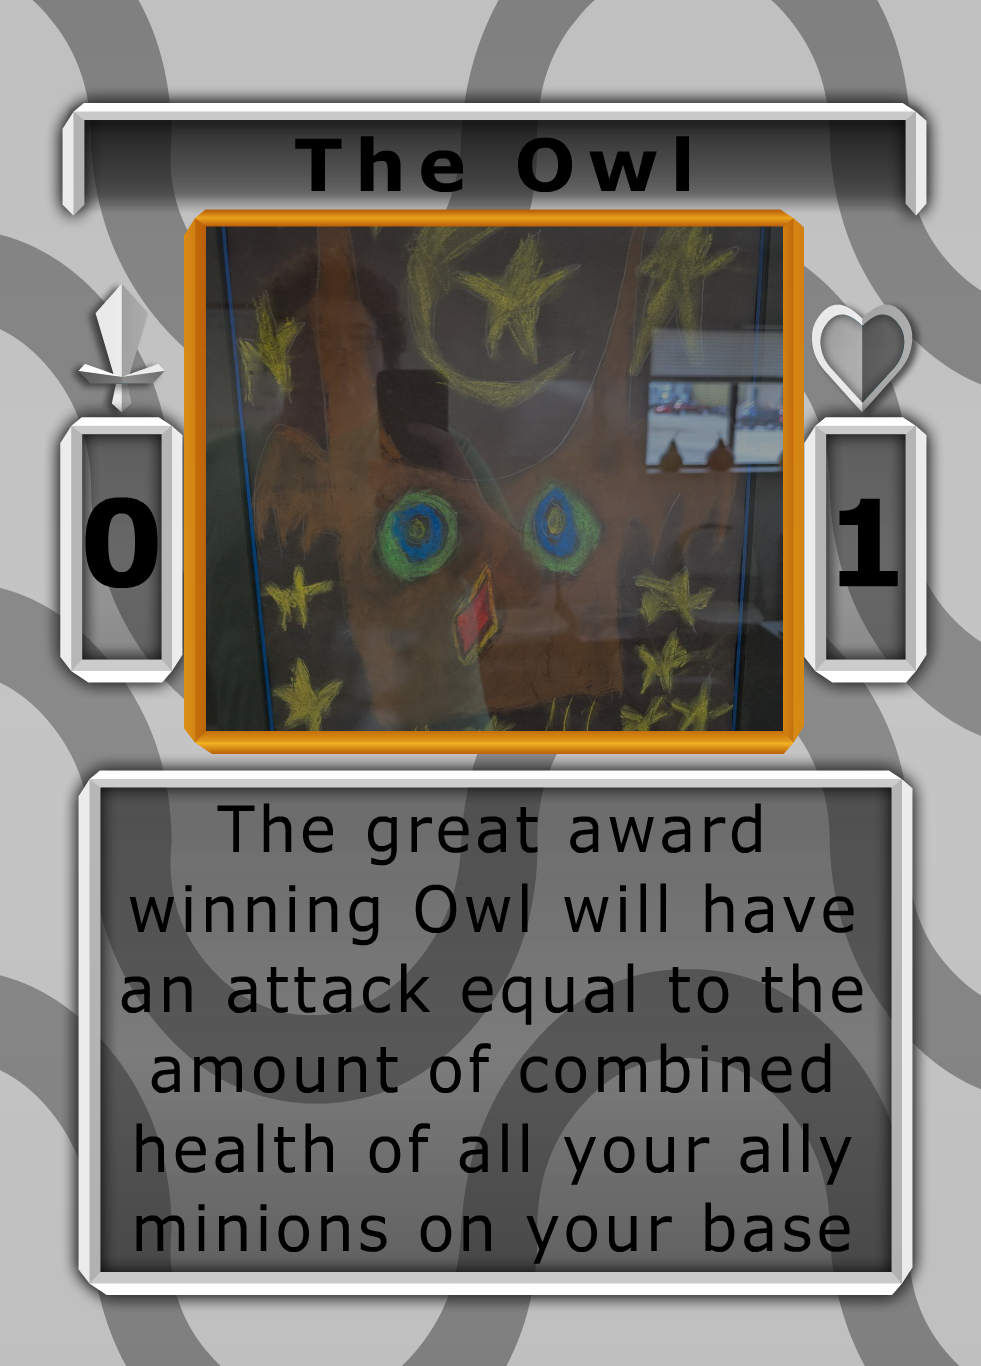 The Owl
0
1
The great award
winning Owl will have
an attack equal to the
amount of combined
health of all your ally
minions on your base